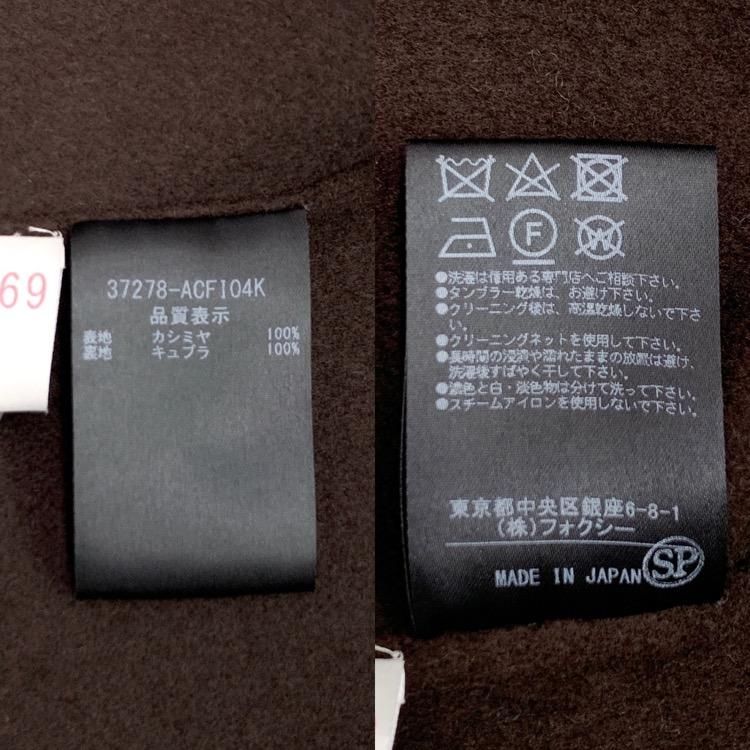 69
37278-ACFI04K
品質表示
表地 カシミヤ 100%
裏地 キュプラ 100%
F
W
●洗濯は信用ある専門店へご相談下さい。
●タンブラー乾燥は、お避け下さい。
●クリーニング後は、高温乾燥しないで下さ
い。
●クリーニングネットを使用して下さい。
●長時間の浸漬や濡れたままの放置は避け、
洗濯後すばやく干して下さい。
●濃色と白・淡色物は分けて洗って下さい。
●スチームアイロンを使用しないで下さい。
東京都中央区銀座6-8-1
(株)フォクシー
MADE IN JAPAN SP